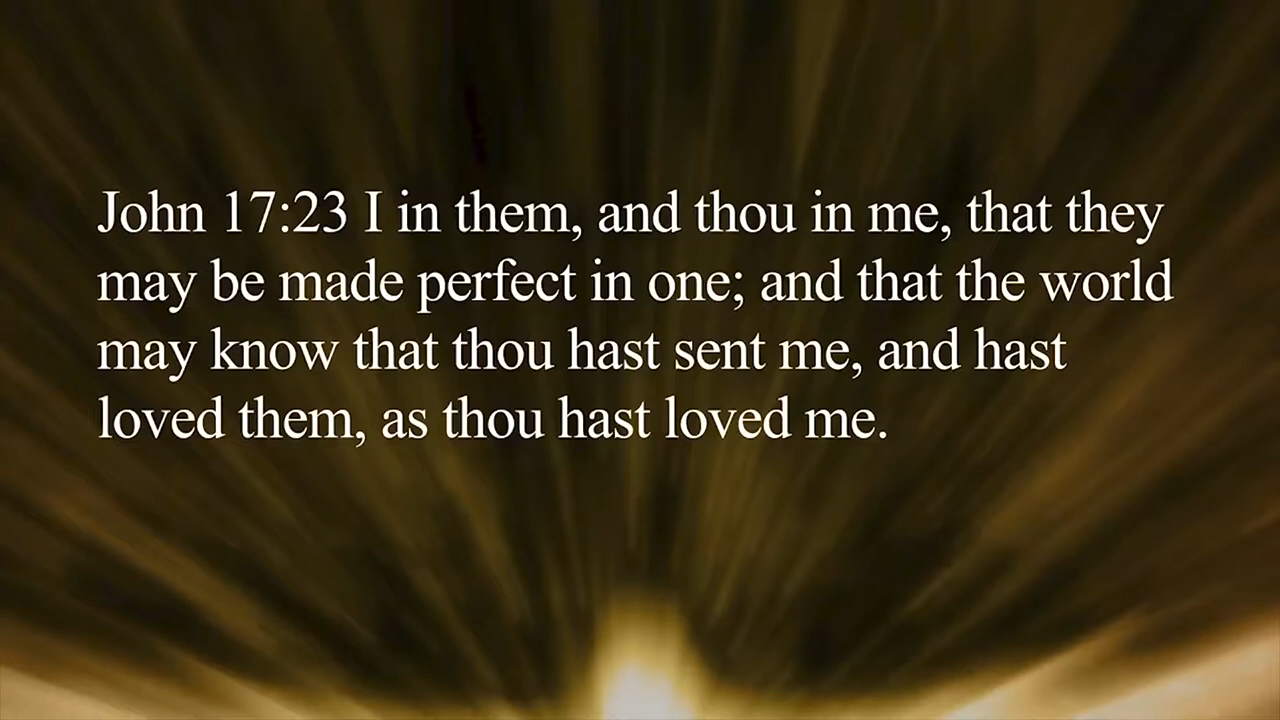 John 17:23 I in them, and thou in me, that they
may be made perfect in one; and that the world
may know that thou hast sent me, and hast
loved them, as thou hast loved me.